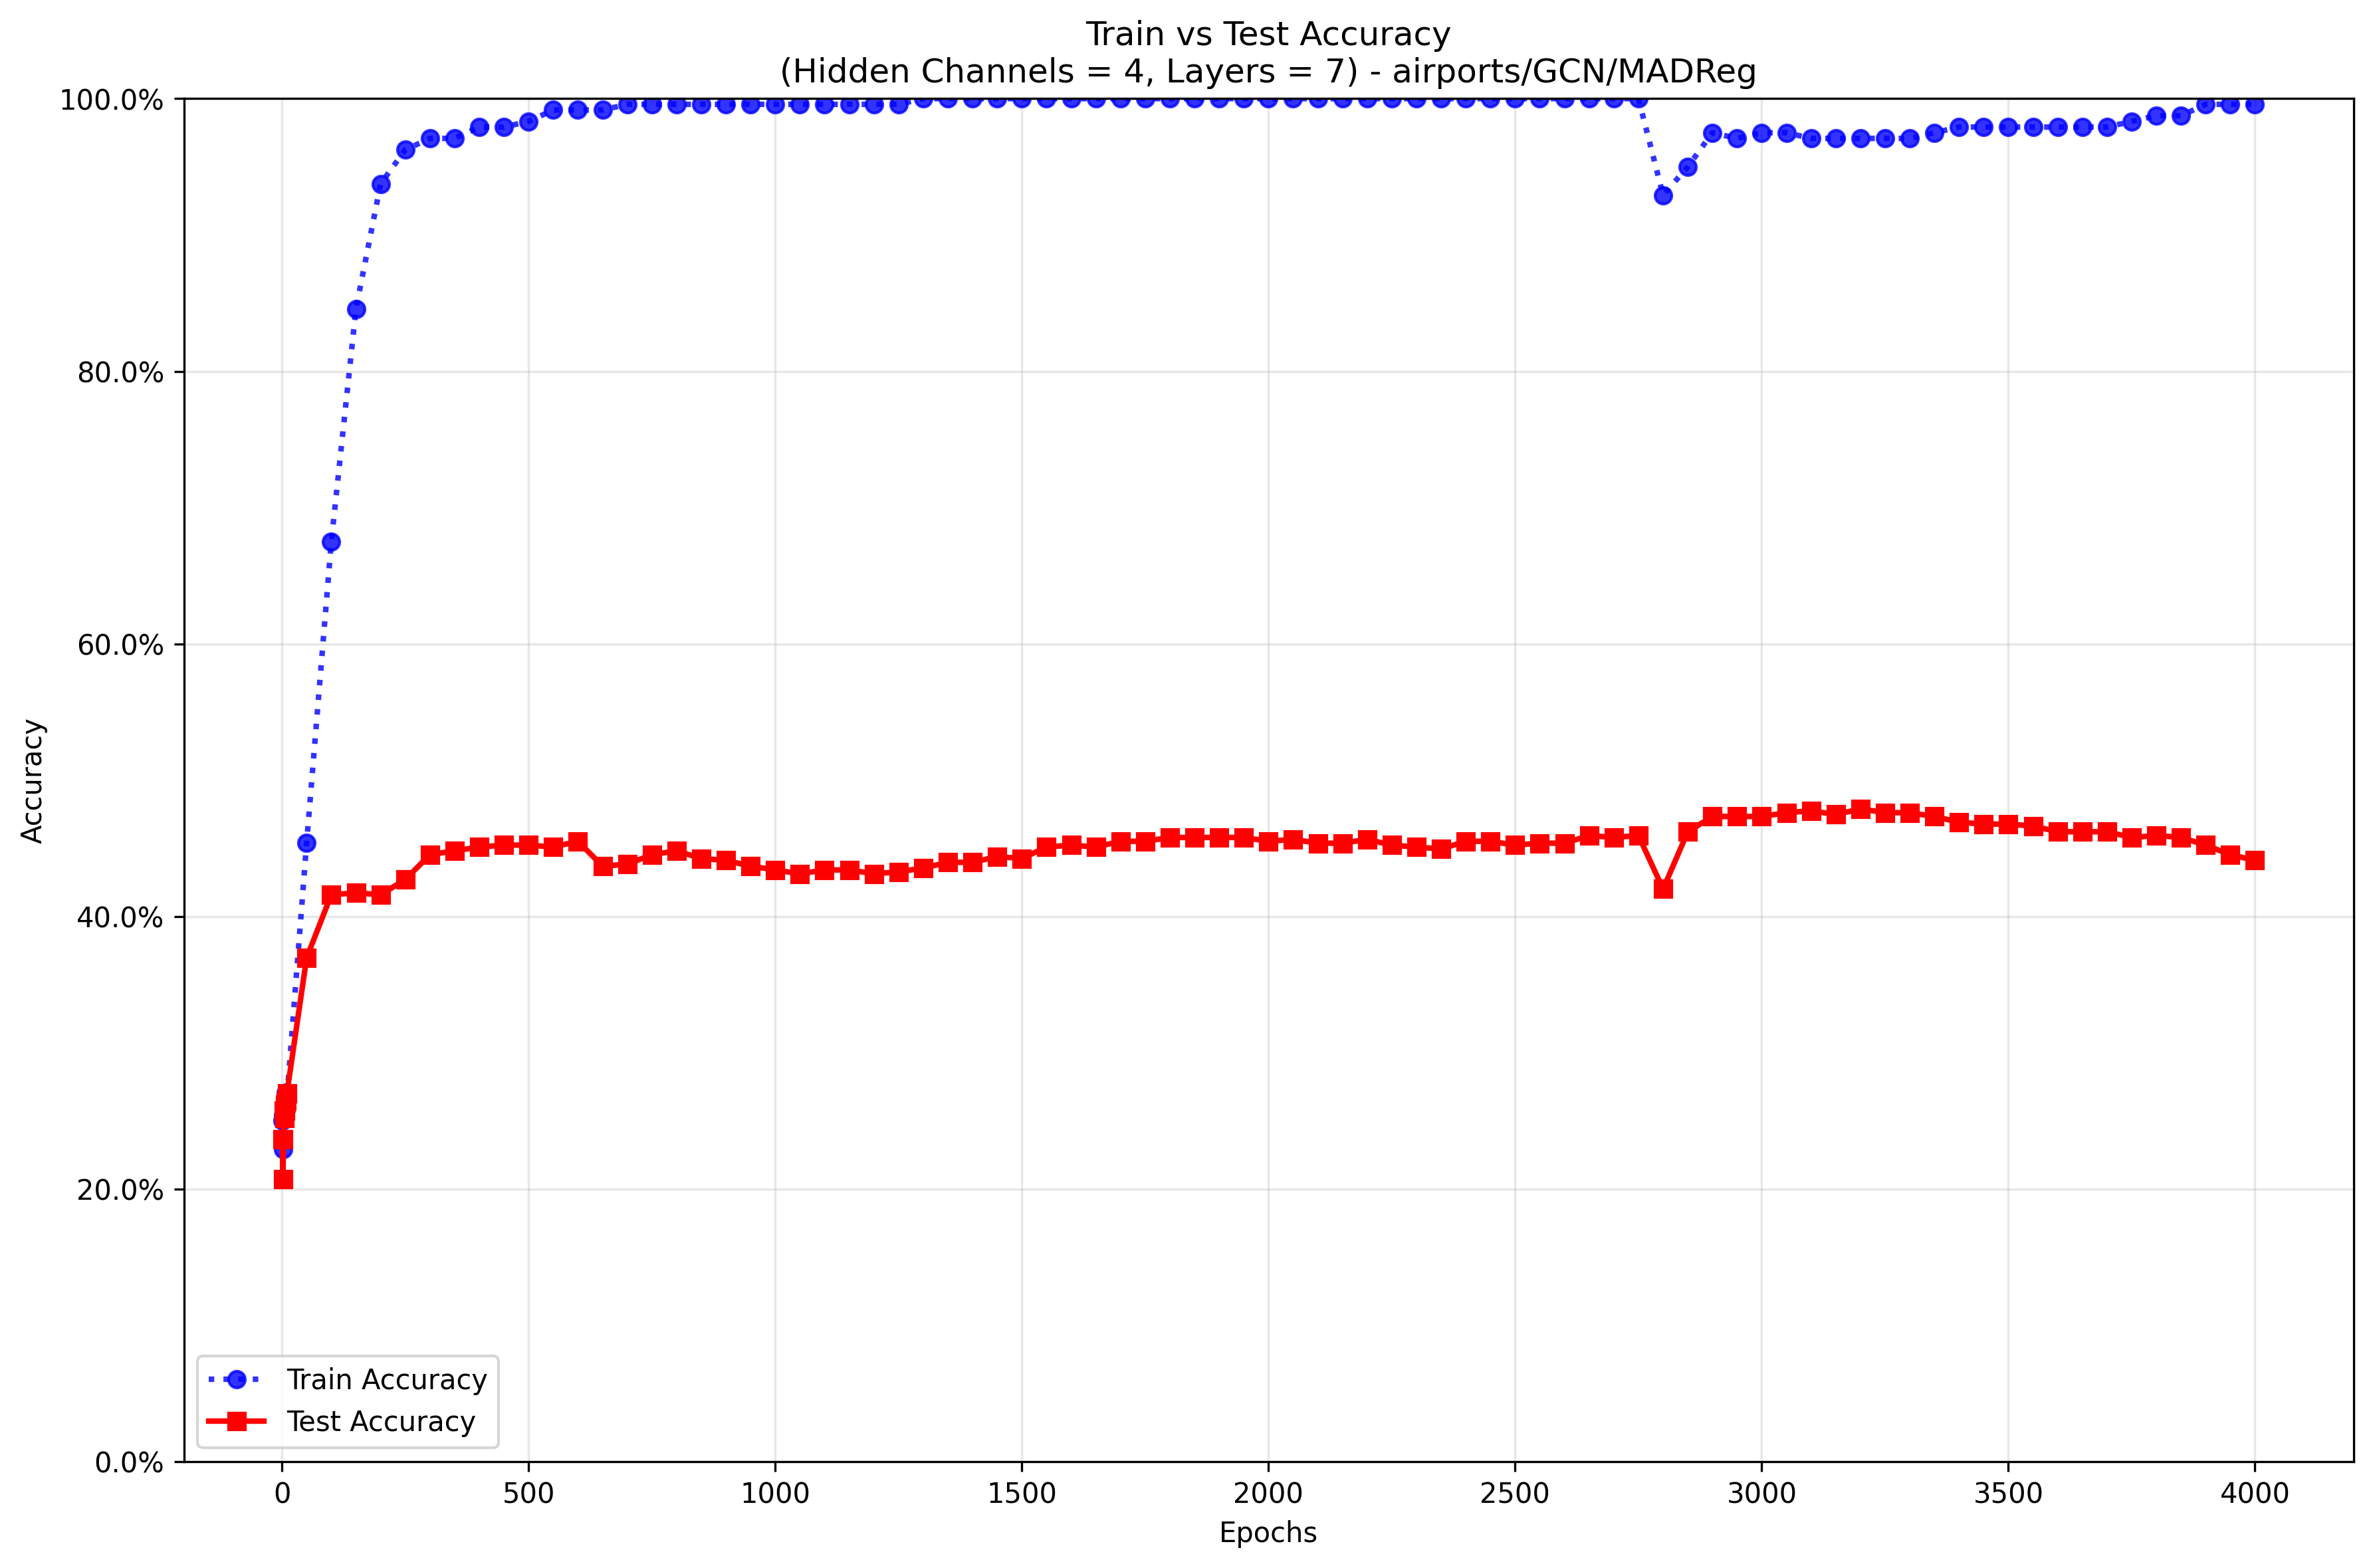 Train vs Test Accuracy
(Hidden Channels = 4, Layers = 7) - airports/GCN/MADReg
100.0%
80.0%
60.0%
40.0%
20.0%
0.0%
Accuracy
Train Accuracy
Test Accuracy
0 500 1000 1500 2000 2500 3000 3500 4000
Epochs